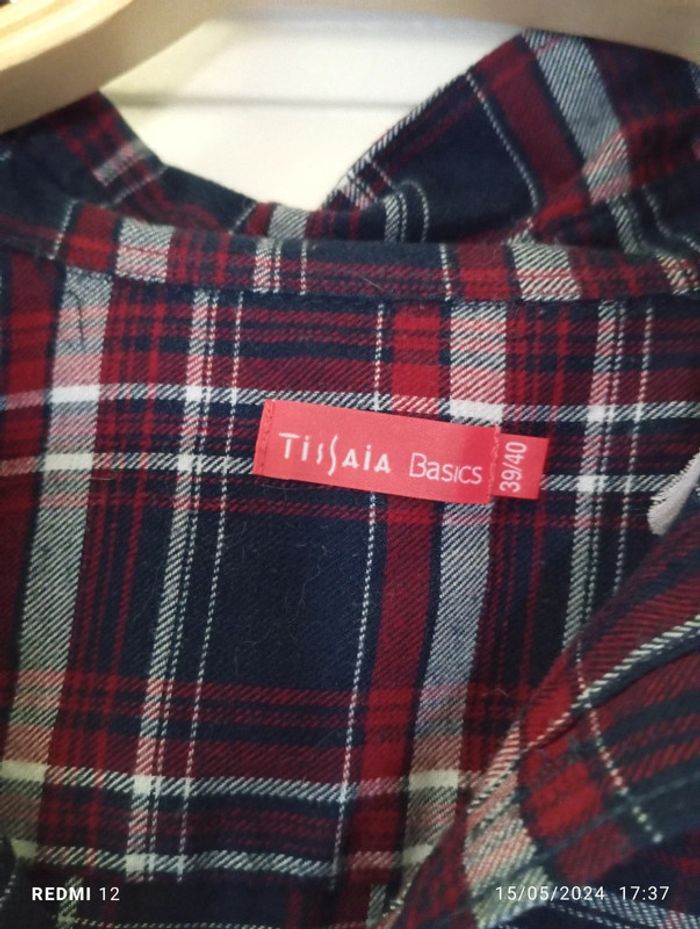 TISSAIA Basics
39/40
REDMI 12
15/05/2024 17:37